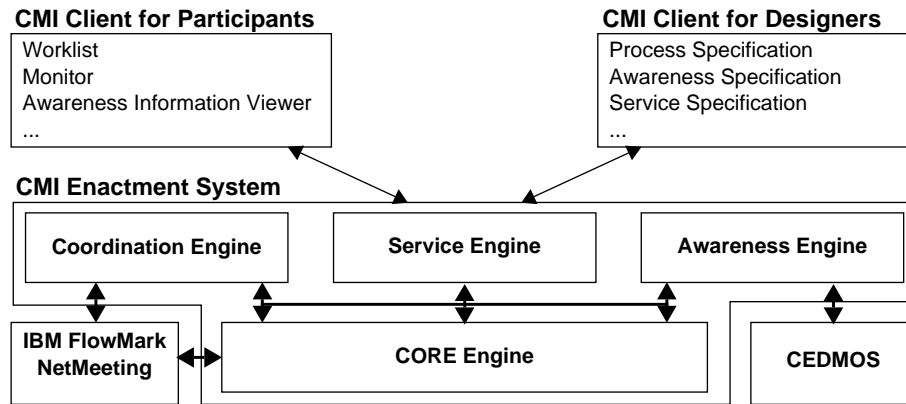 CMI Client for Participants
Worklist
Monitor
Awareness Information Viewer
...
CMI Client for Designers
Process Specification
Awareness Specification
Service Specification
...
CMI Enactment System
Coordination Engine
Service Engine
Awareness Engine
IBM FlowMark
NetMeeting
CORE Engine
CEDMOS